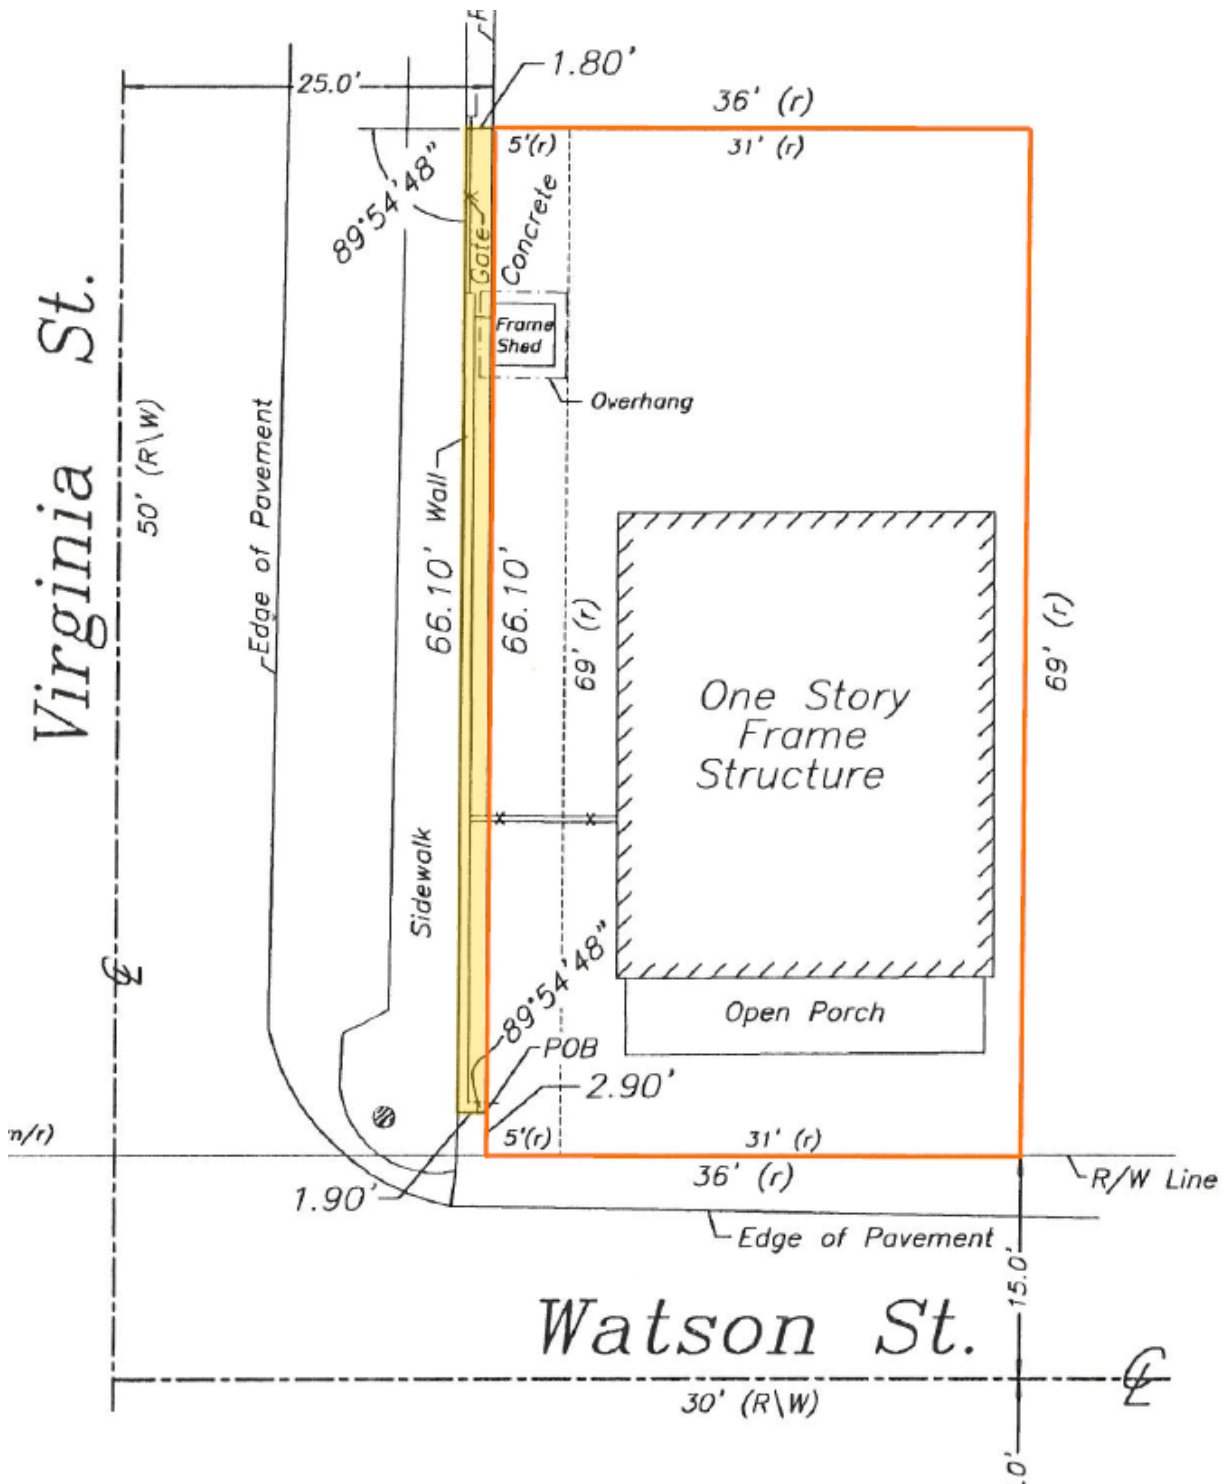 1.80'
25.0'
36' (r)
5'(r)
31' (r)
89°54'48"
Gate
Concrete
Frame
Shed
Overhang
Virginia St.
50' (R\W)
Edge of Pavement
Wall
66.10'
66.10'
69' (r)
69' (r)
One Story
Frame
Structure
Sidewalk
89°54'48"
Open Porch
POB
2.90'
m/r)
5'(r)
31' (r)
1.90'
36' (r)
R/W Line
Edge of Pavement
15.0'
Watson St.
30' (R\W)
.0'